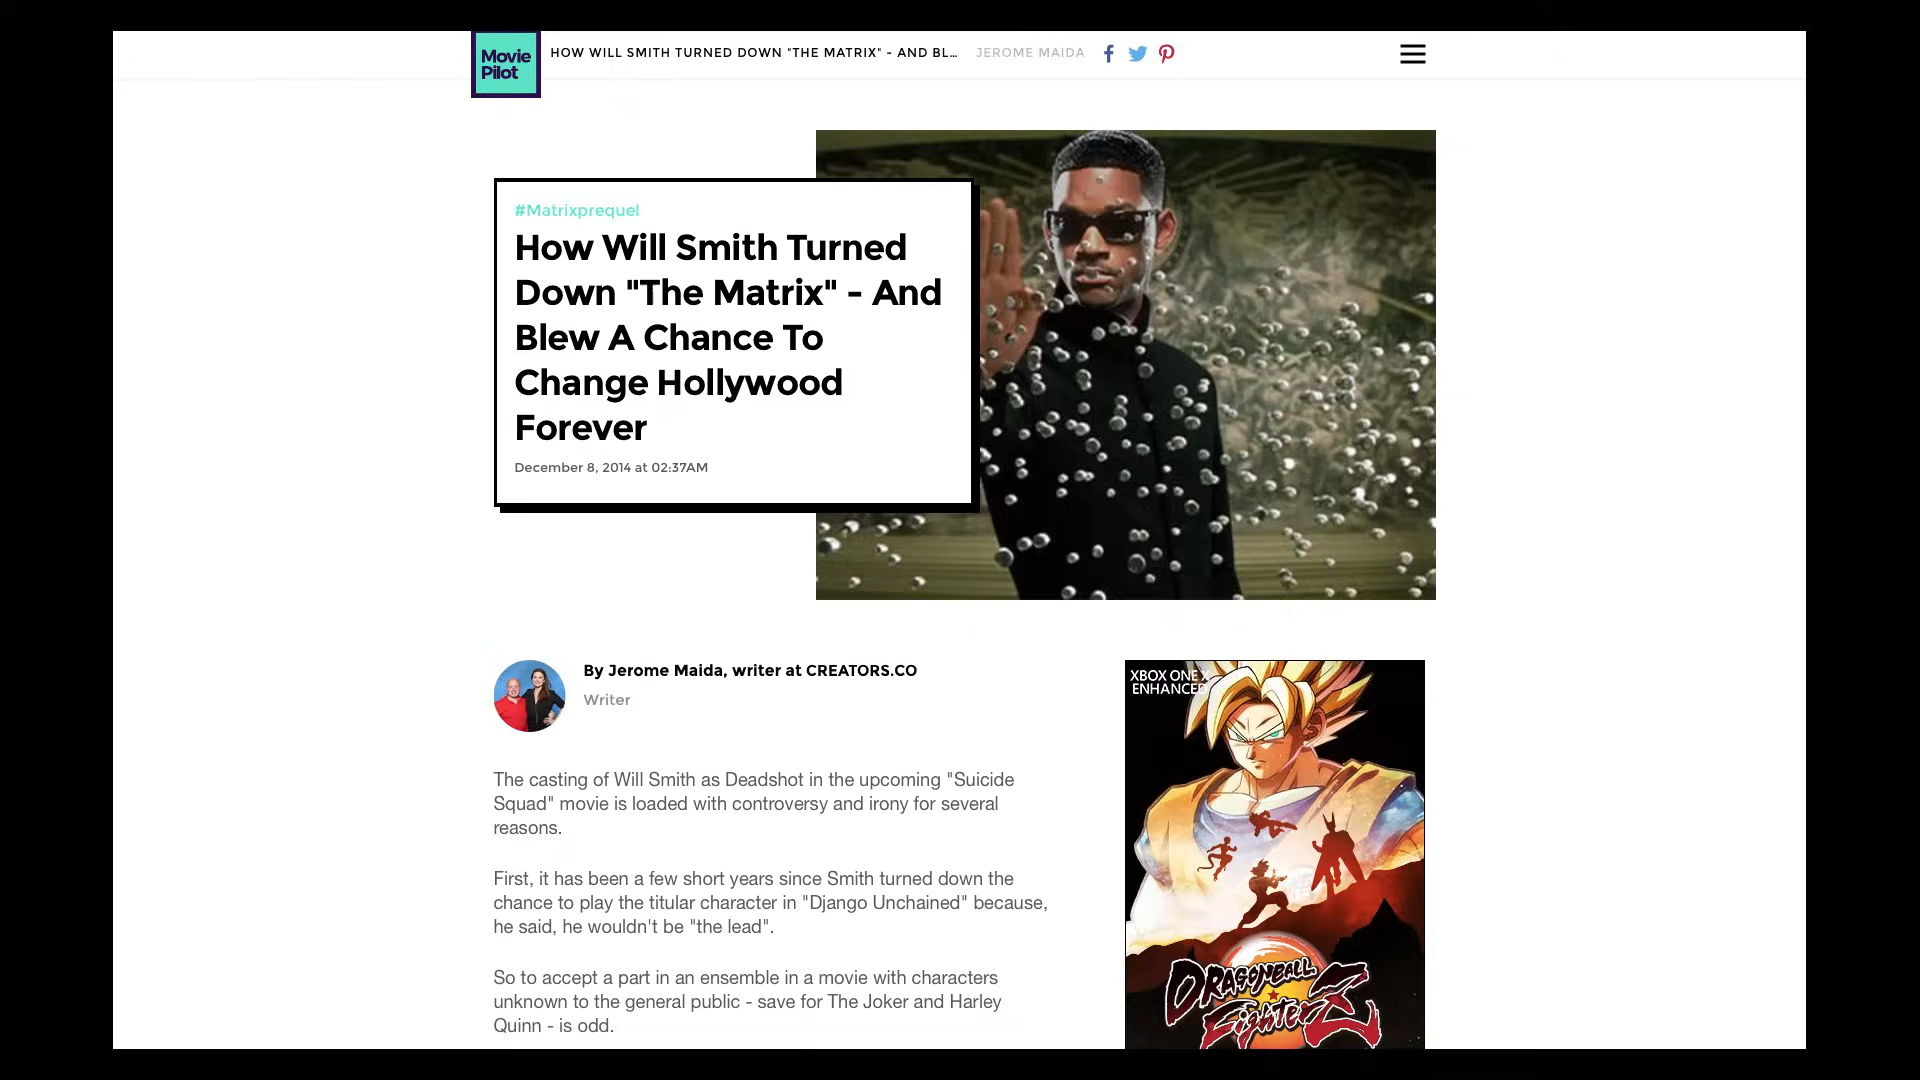 Movie
Pilot
HOW WILL SMITH TURNED DOWN "THE MATRIX" - AND BL...
JEROME MAIDA
#Matrixprequel
How Will Smith Turned
Down "The Matrix" - And
Blew A Chance To
Change Hollywood
Forever
December 8, 2014 at 02:37AM
By Jerome Maida, writer at CREATORS.CO
Writer
The casting of Will Smith as Deadshot in the upcoming "Suicide
Squad" movie is loaded with controversy and irony for several
reasons.
First, it has been a few short years since Smith turned down the
chance to play the titular character in "Django Unchained" because,
he said, he wouldn't be "the lead".
So to accept a part in an ensemble in a movie with characters
unknown to the general public - save for The Joker and Harley
Quinn - is odd.
XBOX ONE X
ENHANCED
DRAGONBALL
FighterZ